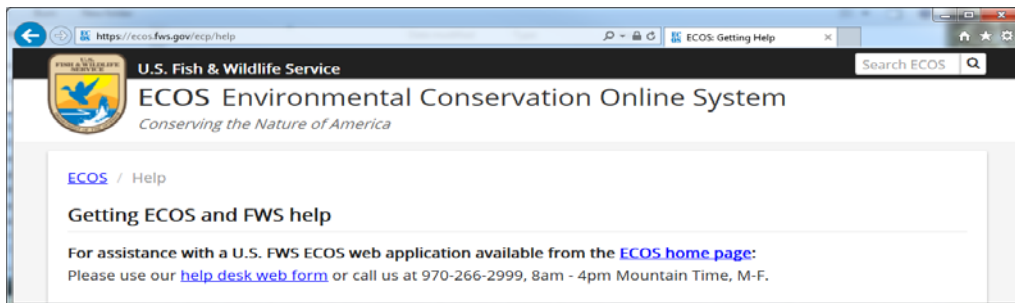 https://ecos.fws.gov/ecp/help
ECOS: Getting Help
U.S.
FISH & WILDLIFE
SERVICE
U.S. Fish & Wildlife Service
Search ECOS
ECOS Environmental Conservation Online System
Conserving the Nature of America
ECOS / Help
Getting ECOS and FWS help
For assistance with a U.S. FWS ECOS web application available from the ECOS home page:
Please use our help desk web form or call us at 970-266-2999, 8am - 4pm Mountain Time, M-F.